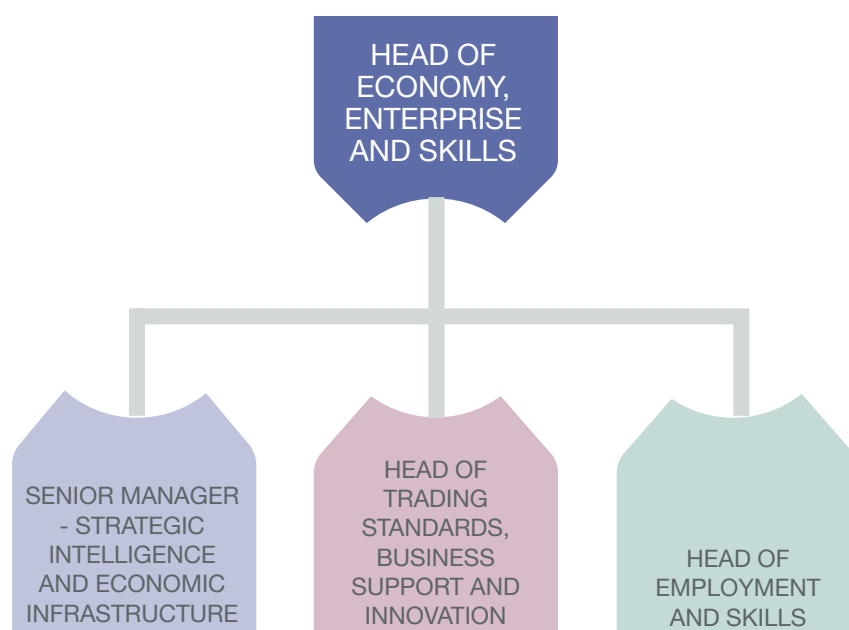 HEAD OF
ECONOMY,
ENTERPRISE
AND SKILLS
SENIOR MANAGER
- STRATEGIC
INTELLIGENCE
AND ECONOMIC
INFRASTRUCTURE
HEAD OF
TRADING
STANDARDS,
BUSINESS
SUPPORT AND
INNOVATION
HEAD OF
EMPLOYMENT
AND SKILLS